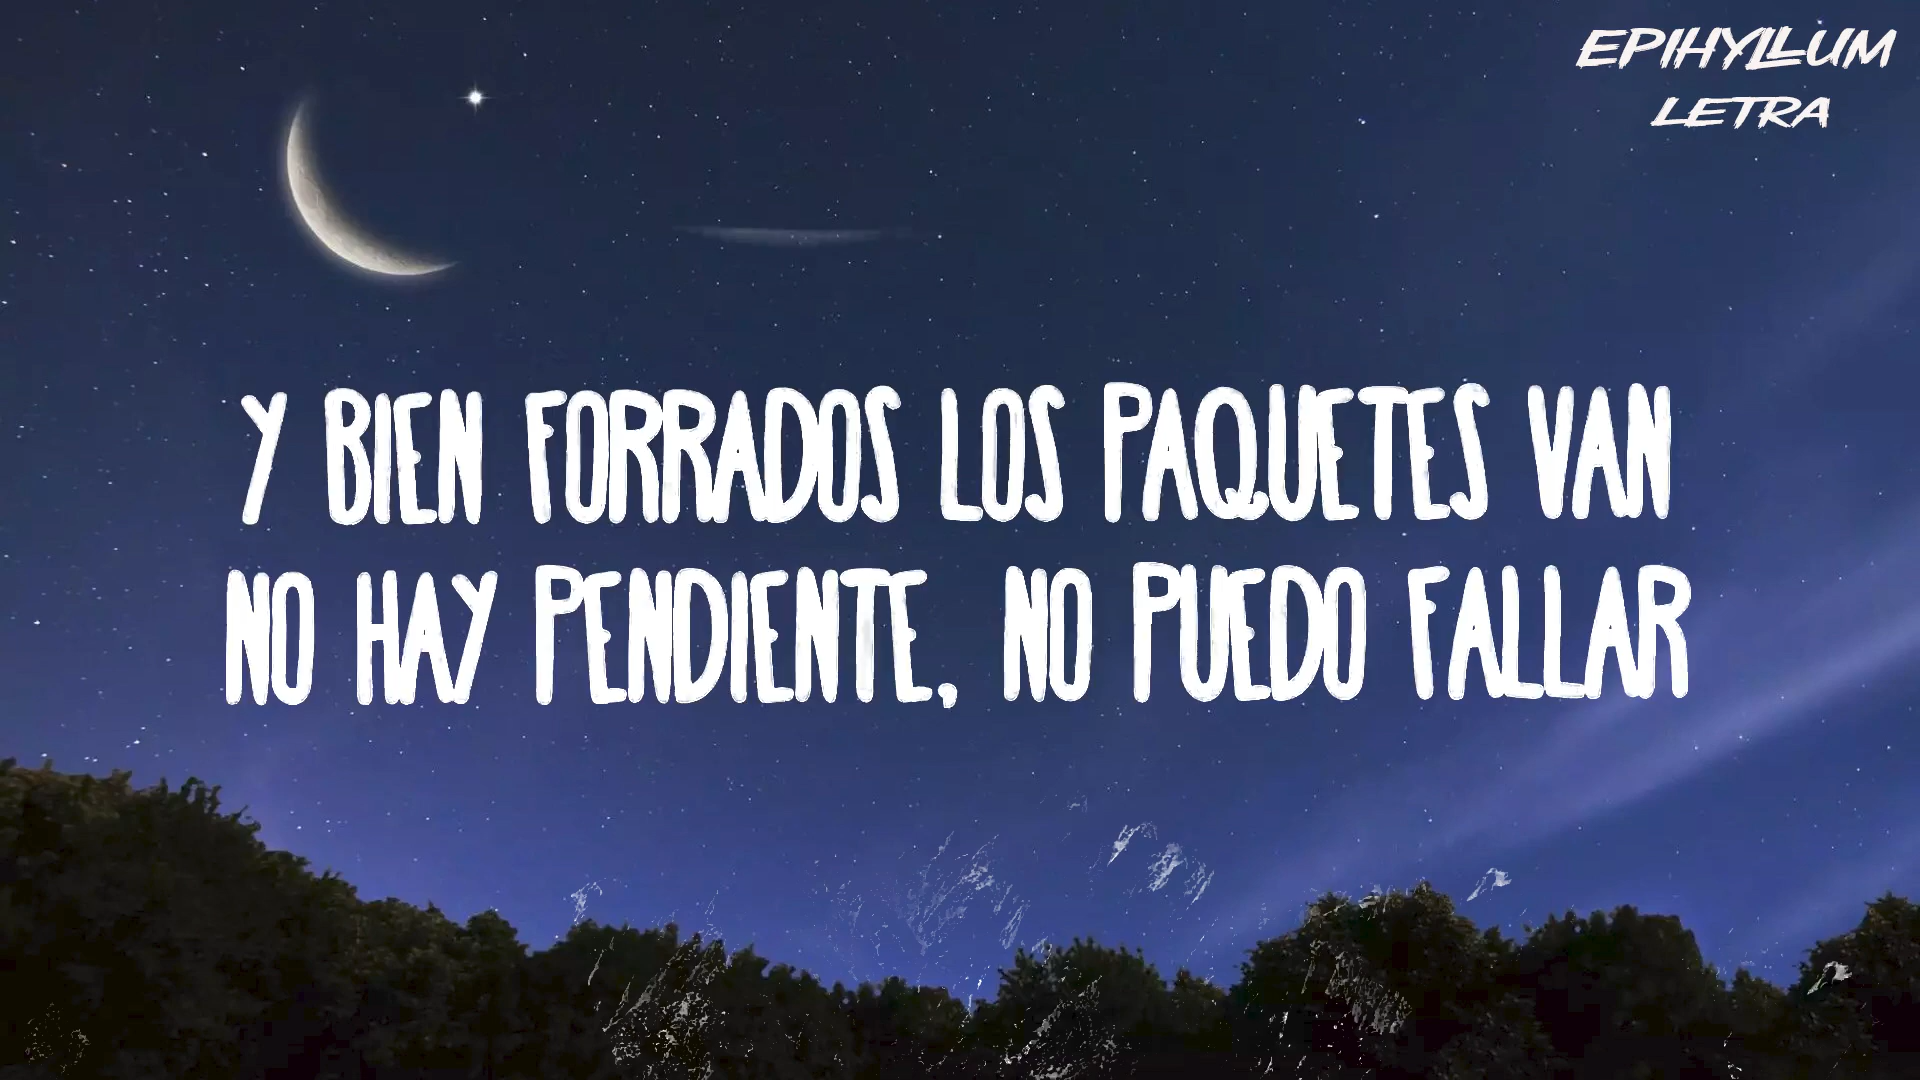 EPIHYLLUM
LETRA
Y BIEN FORRADOS LOS PAQUETES VAN
NO HAY PENDIENTE, NO PUEDO FALLAR